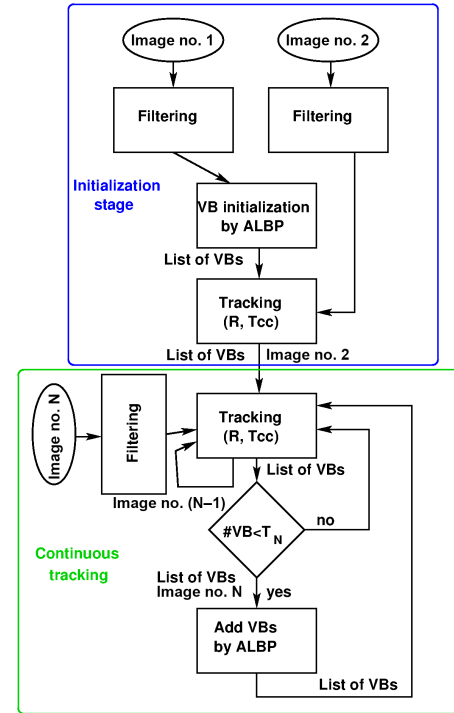 Image no. 1
Image no. 2
Filtering
Filtering
Initialization
stage
VB initialization
by ALBP
List of VBs
Tracking
(R, Tcc)
List of VBs
Image no. 2
Image no. N
Filtering
Tracking
(R, Tcc)
List of VBs
Image no. (N−1)
#VB<T_N
no
Continuous
tracking
List of VBs
Image no. N
yes
Add VBs
by ALBP
List of VBs